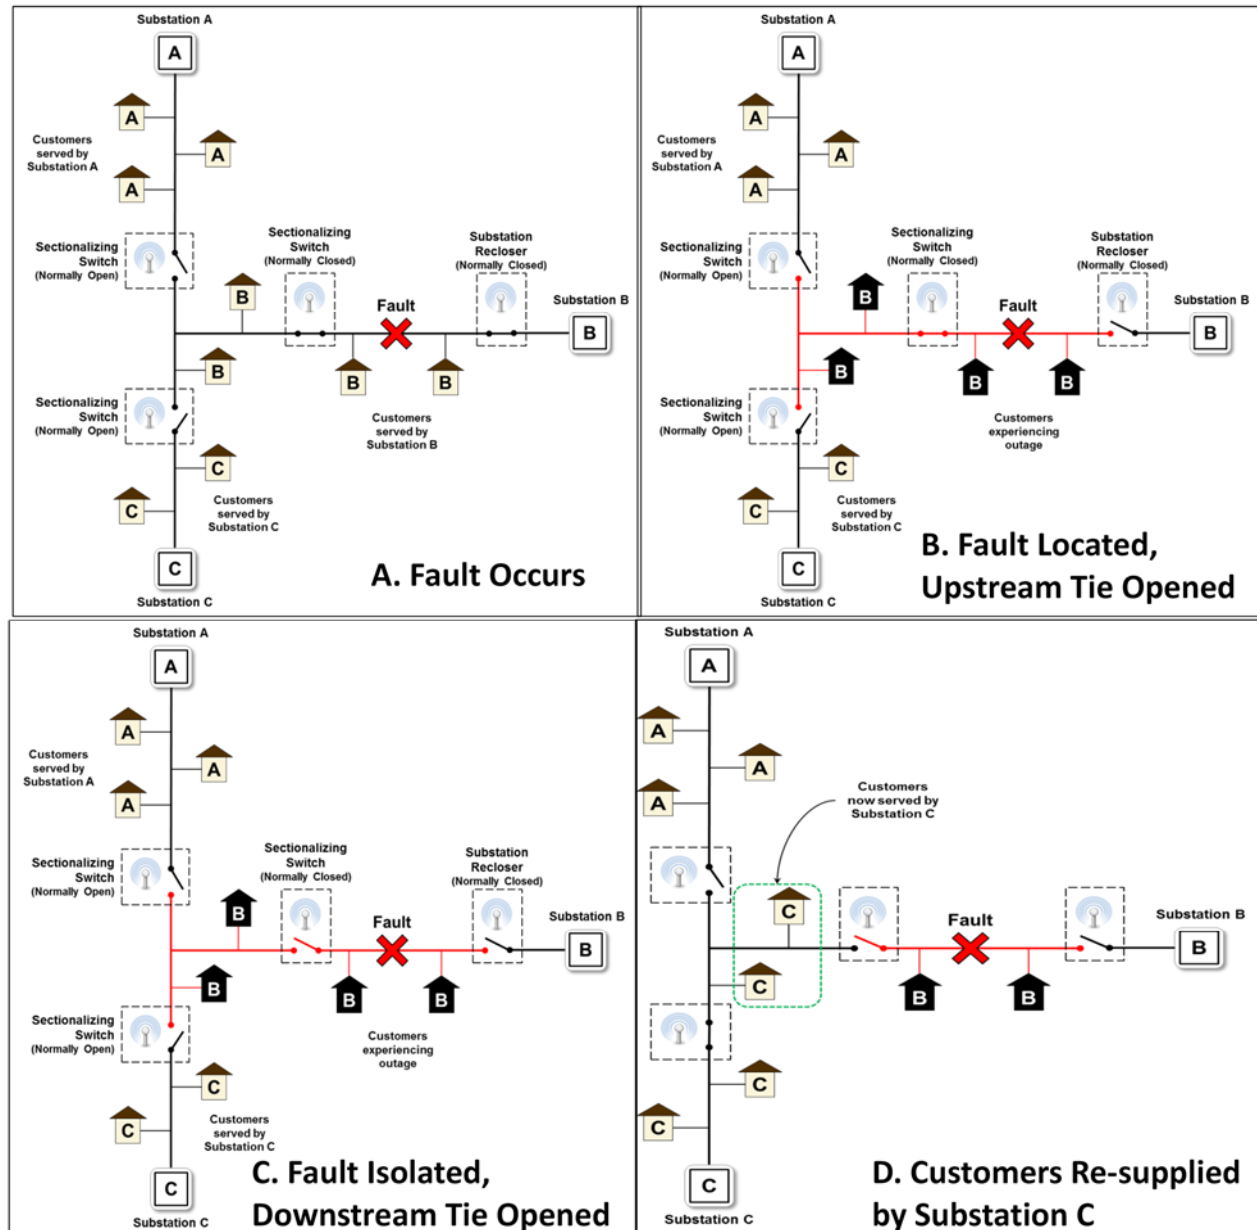 Substation A
A
A
Customers
served by
Substation A
A
A
Sectionalizing
Switch
(Normally Open)
Sectionalizing
Switch
(Normally Closed)
Substation
Recloser
(Normally Closed)
B
Fault
Substation B
B
B
B
B
Sectionalizing
Switch
(Normally Open)
Customers
served by
Substation B
C
C
Customers
served by
Substation C
C
Substation C
A. Fault Occurs
Substation A
A
A
Customers
served by
Substation A
A
A
Sectionalizing
Switch
(Normally Open)
Sectionalizing
Switch
(Normally Closed)
Substation
Recloser
(Normally Closed)
B
Fault
Substation B
B
B
B
B
Sectionalizing
Switch
(Normally Open)
Customers
experiencing
outage
C
C
Customers
served by
Substation C
C
Substation C
B. Fault Located,
Upstream Tie Opened
Substation A
A
A
Customers
served by
Substation A
A
A
Sectionalizing
Switch
(Normally Open)
Sectionalizing
Switch
(Normally Closed)
Substation
Recloser
(Normally Closed)
B
Fault
Substation B
B
B
B
B
Sectionalizing
Switch
(Normally Open)
Customers
experiencing
outage
C
C
Customers
served by
Substation C
C
Substation C
C. Fault Isolated,
Downstream Tie Opened
Substation A
A
A
A
A
Customers
now served by
Substation C
C
Fault
Substation B
B
C
B
B
C
C
C
Substation C
D. Customers Re-supplied
by Substation C